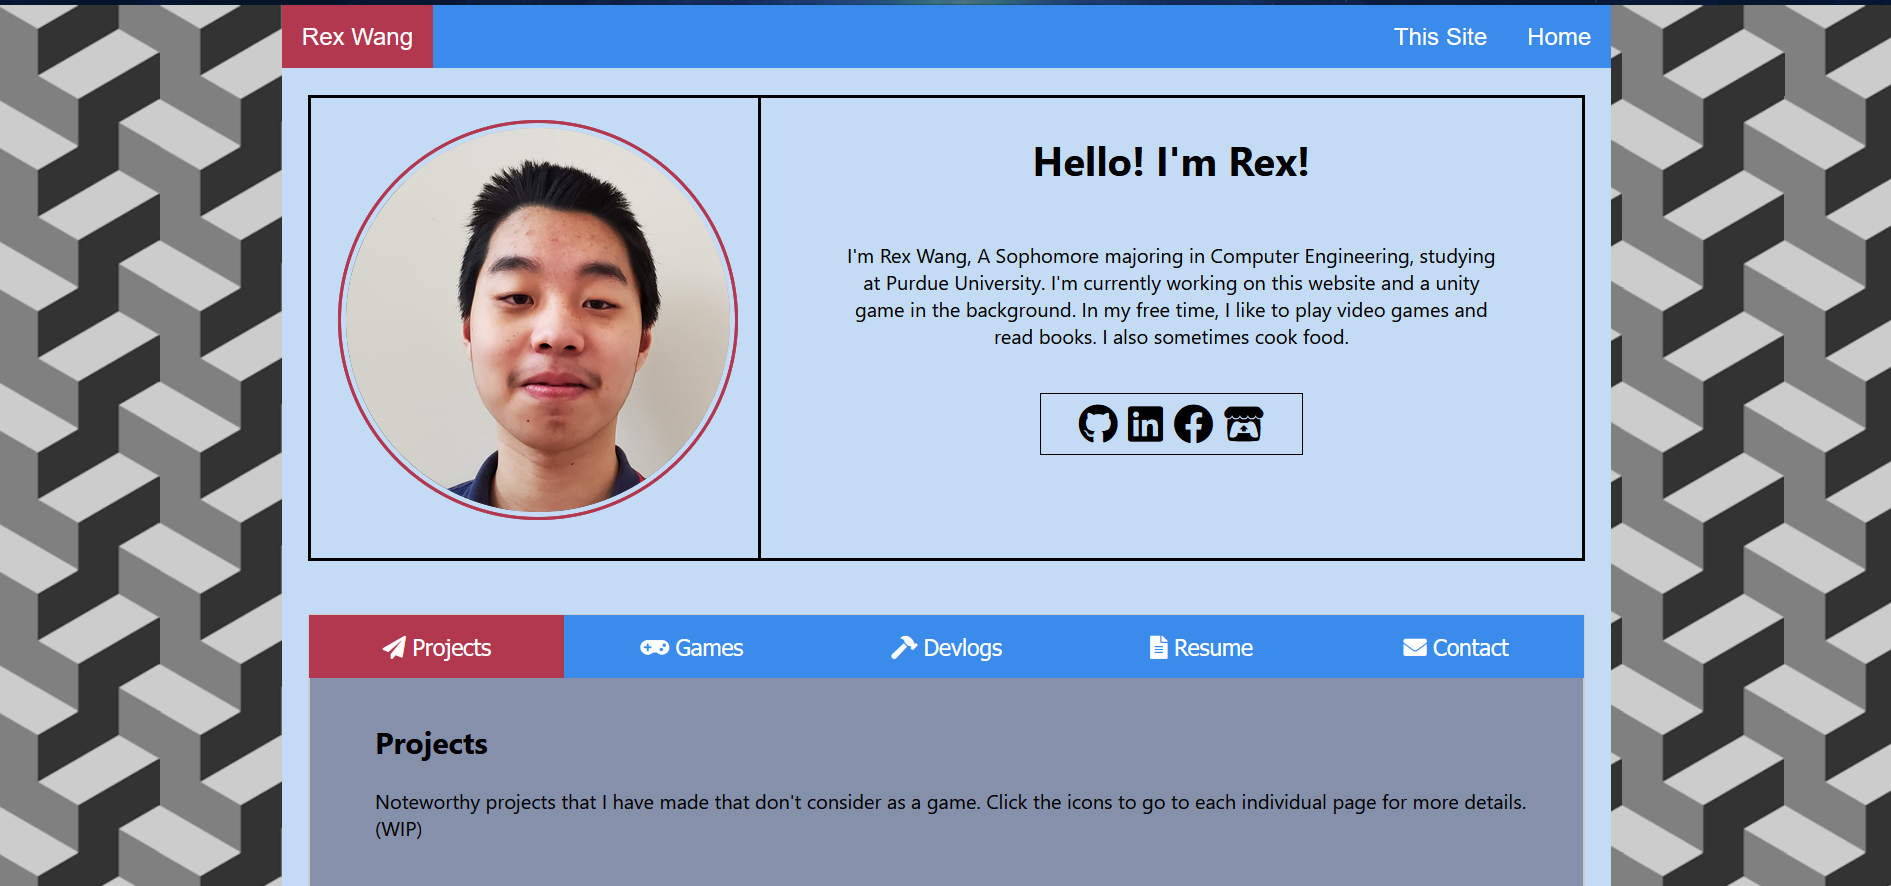 Rex Wang
This Site
Home
Hello! I'm Rex!
I'm Rex Wang, A Sophomore majoring in Computer Engineering, studying
at Purdue University. I'm currently working on this website and a unity
game in the background. In my free time, I like to play video games and
read books. I also sometimes cook food.
in
Projects
Games
Devlogs
Resume
Contact
Projects
Noteworthy projects that I have made that don't consider as a game. Click the icons to go to each individual page for more details.
(WIP)